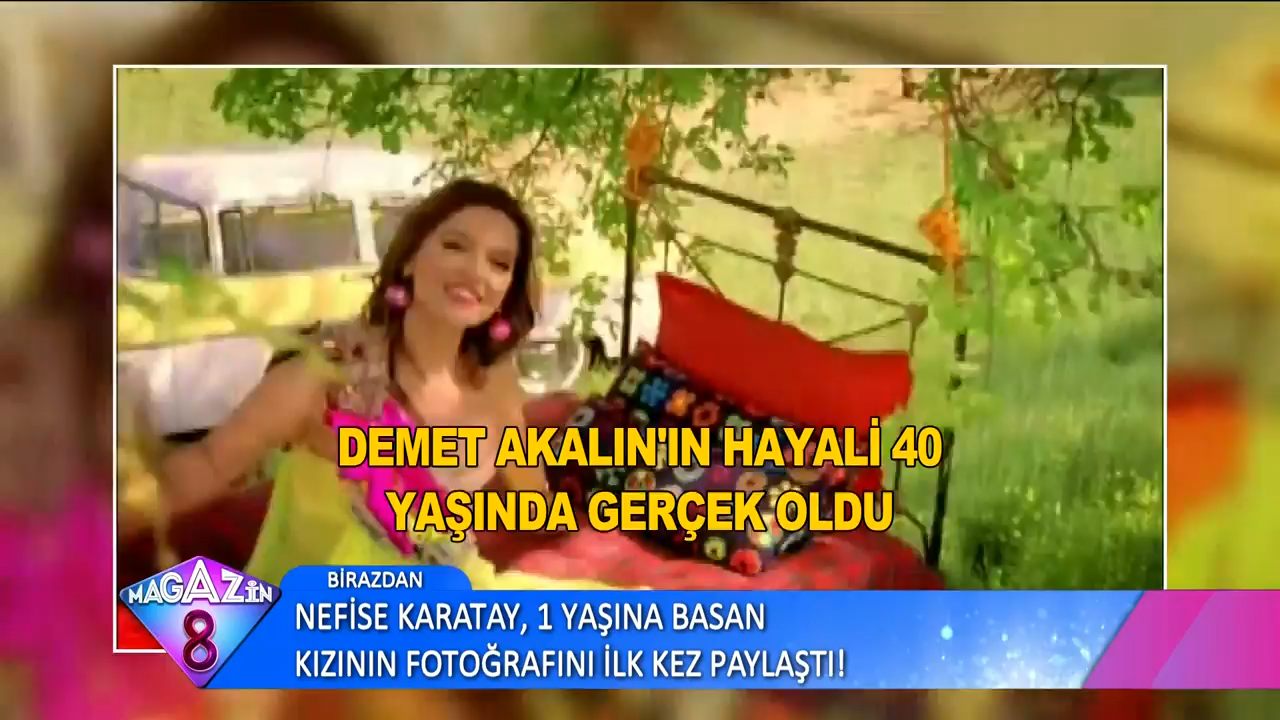 DEMET AKALIN'IN HAYALİ 40
YAŞINDA GERÇEK OLDU
MAGAZİN
8
BİRAZDAN
NEFİSE KARATAY, 1 YAŞINA BASAN
KIZININ FOTOĞRAFINI İLK KEZ PAYLAŞTI!